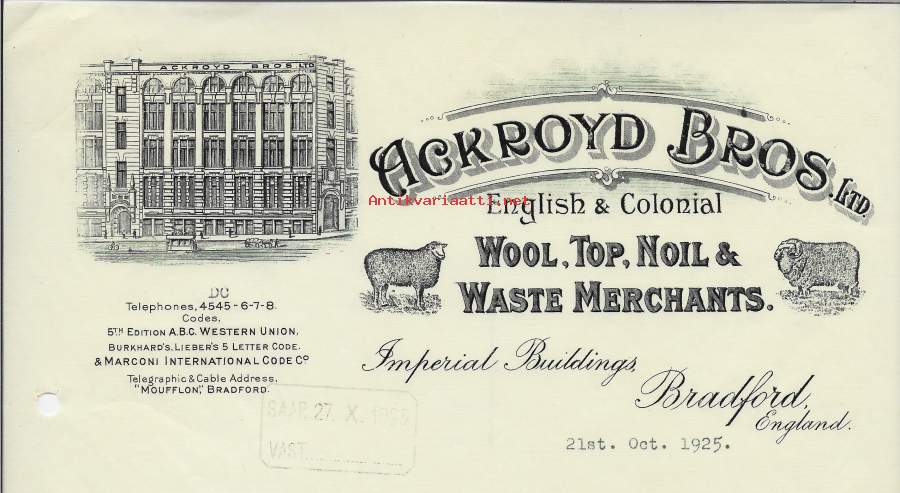 ACKROYD BROS. LTD
ACKROYD BROS. LTD.
Antikvariaatti.net
English & Colonial
WOOL, TOP, NOIL &
WASTE MERCHANTS.
DC
Telephones, 4545-6-7-8.
Codes,
5TH EDITION A.B.C. WESTERN UNION,
BURKHARD'S. LIEBER'S 5 LETTER CODE.
& MARCONI INTERNATIONAL CODE Co
Telegraphic & Cable Address,
"MOUFFLON," BRADFORD.
Imperial Buildings,
Bradford,
England.
SAAP. 27. X.
VAST.
21st. Oct. 1925.